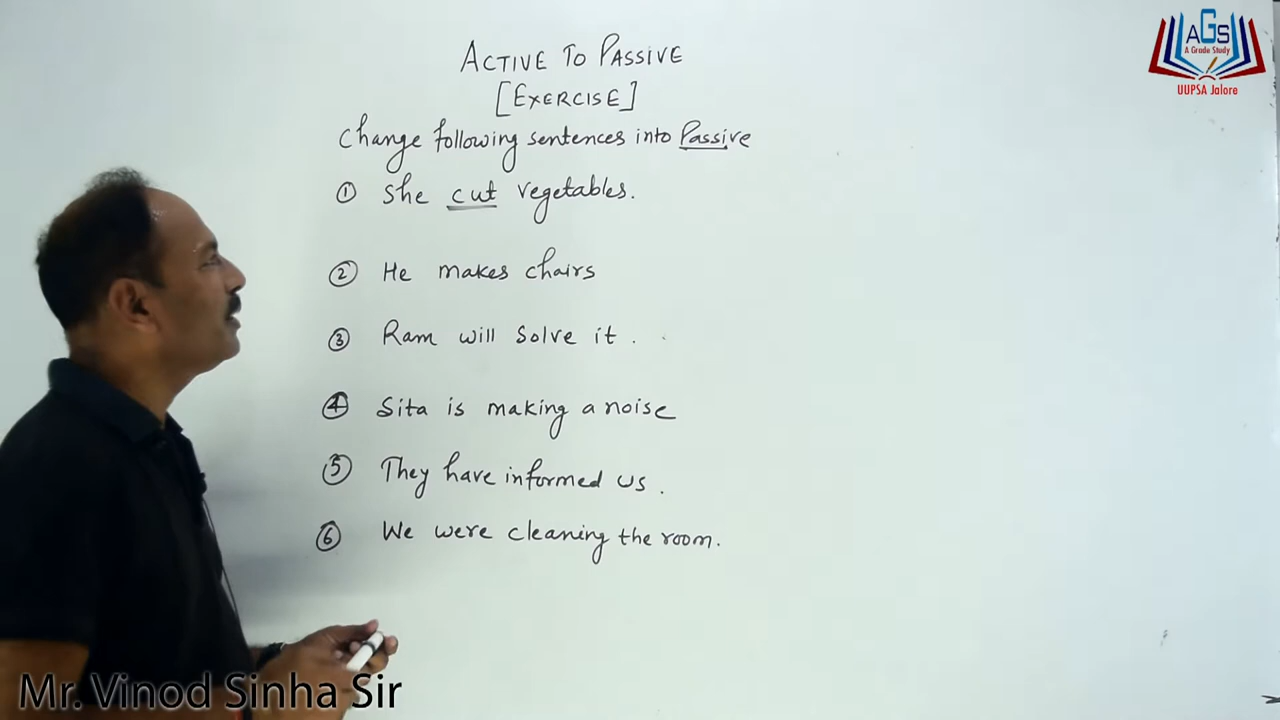 ACTIVE TO PASSIVE
[EXERCISE]
Change following sentences into Passive
① She cut vegetables.
② He makes chairs
③ Ram will solve it.
④ Sita is making a noise
⑤ They have informed us.
⑥ We were cleaning the room.
AGS
A Grade Study
UUPSA Jalore
Mr. Vinod Sinha Sir